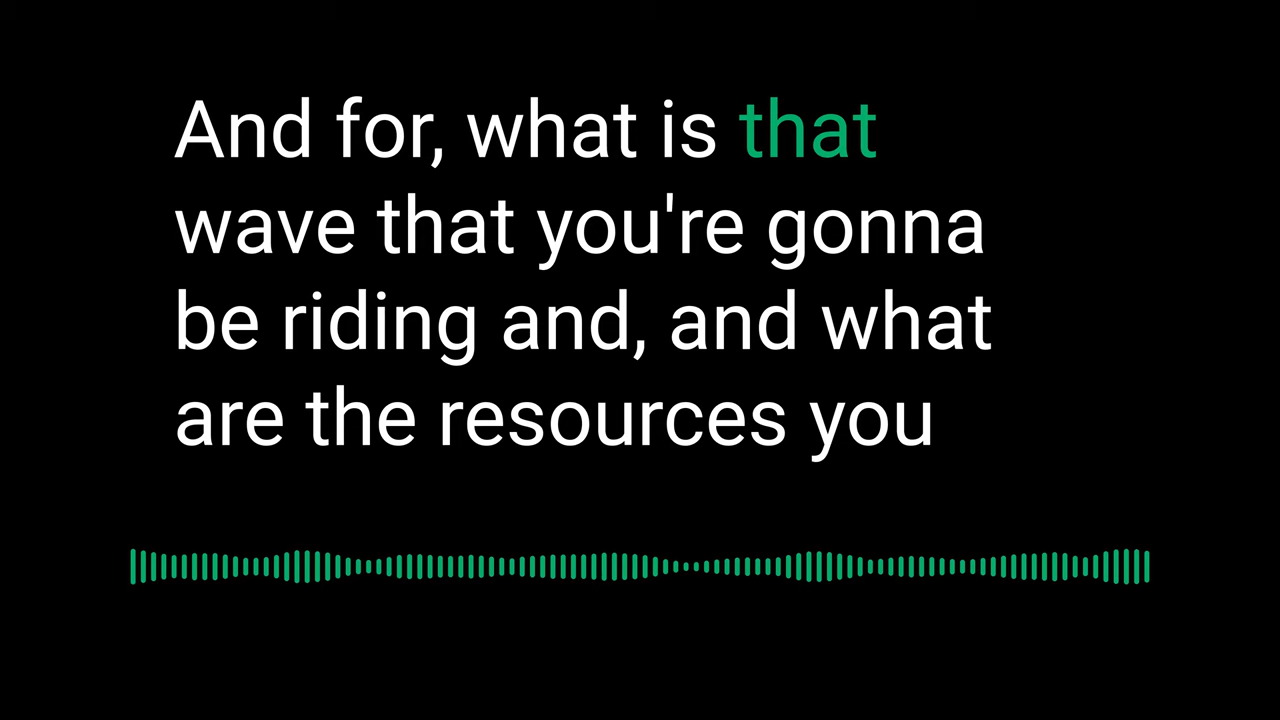 And for, what is that
wave that you're gonna
be riding and, and what
are the resources you